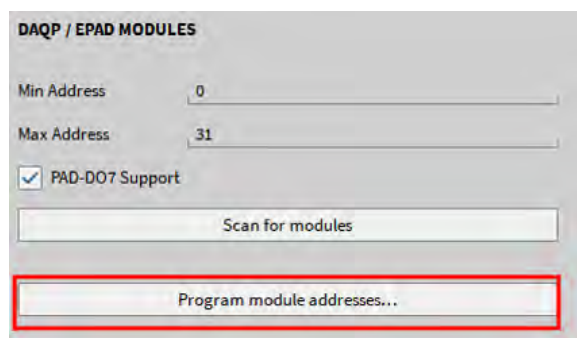 DAQP / EPAD MODULES
Min Address 0
Max Address 31
PAD-DO7 Support
Scan for modules
Program module addresses...